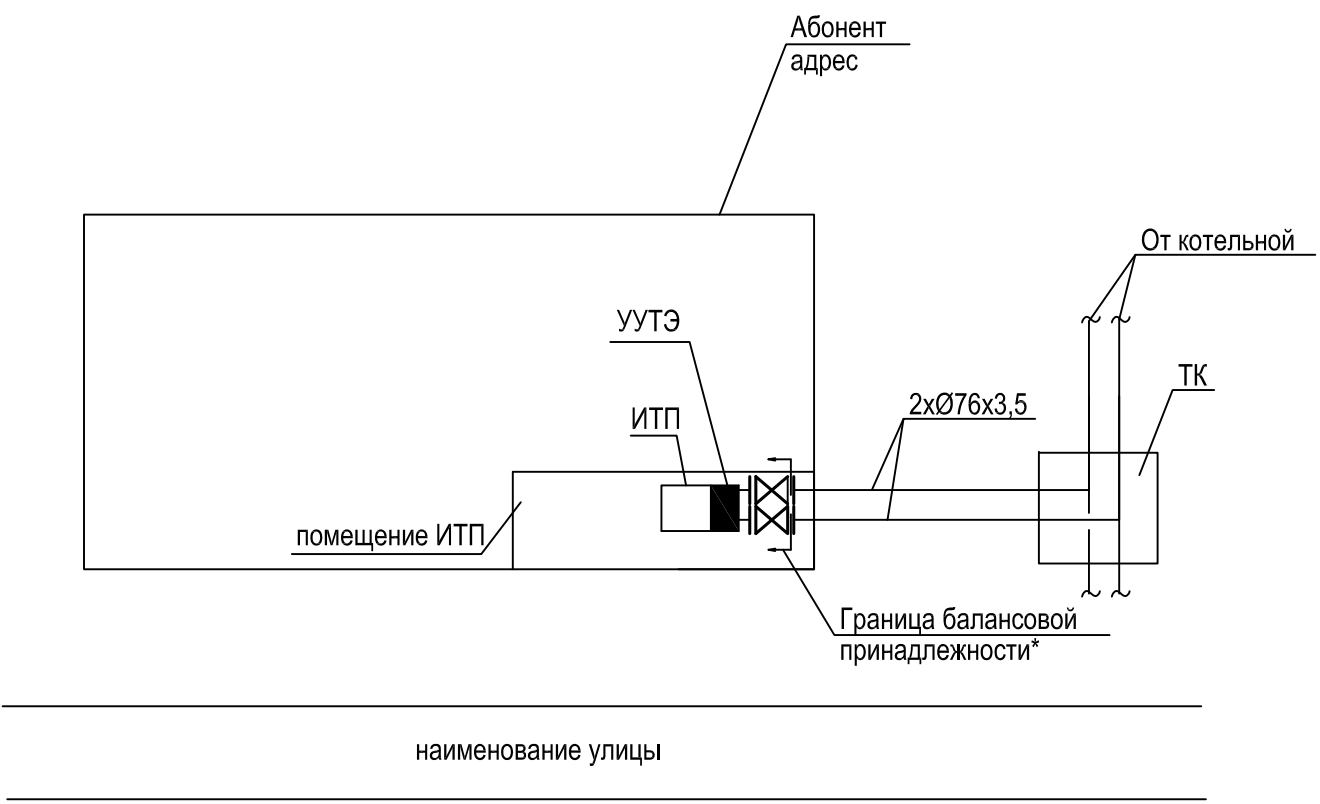 Абонент
адрес
От котельной
УУТЭ
ТК
2хØ76х3,5
ИТП
помещение ИТП
Граница балансовой
принадлежности*
наименование улицы